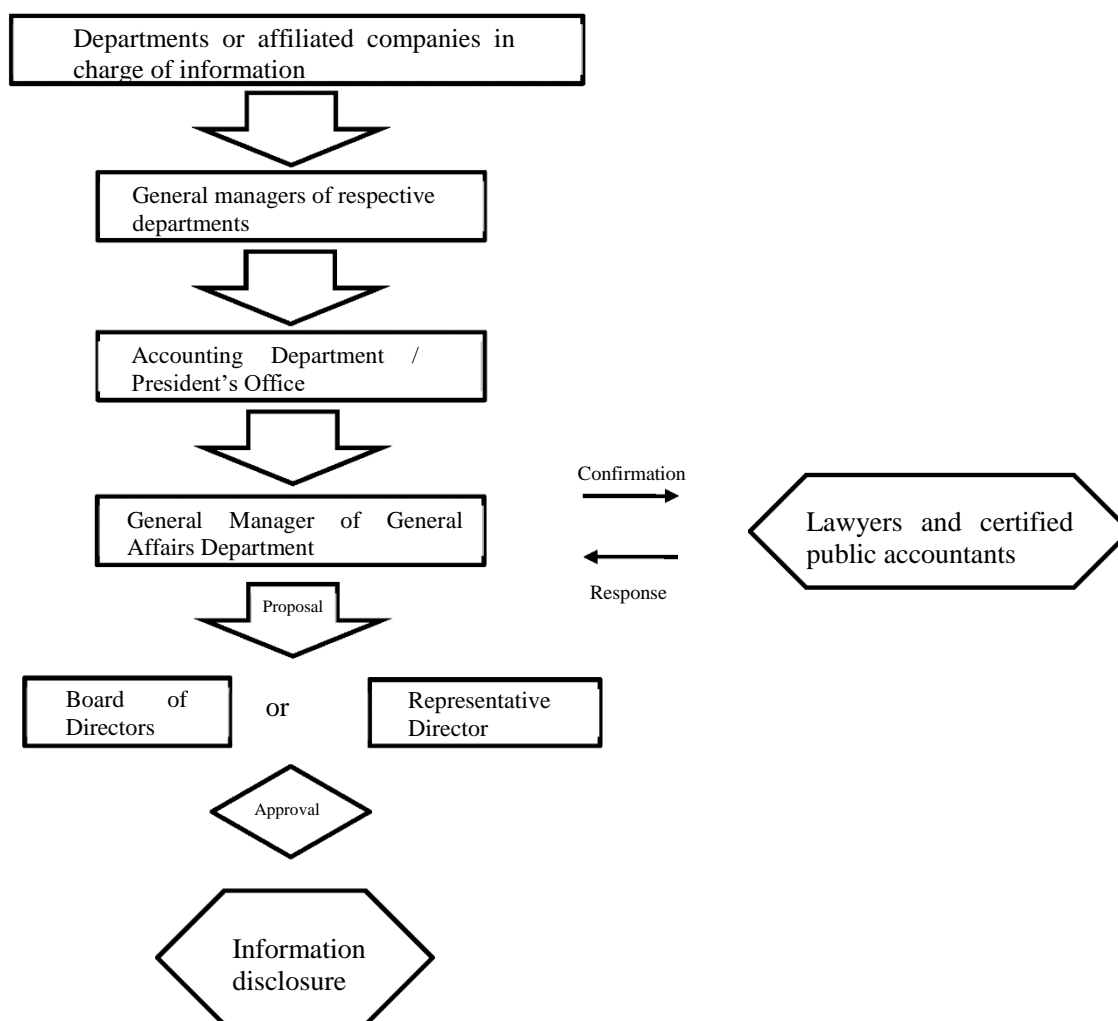 Departments or affiliated companies in
charge of information
General managers of respective
departments
Accounting Department /
President’s Office
General Manager of General
Affairs Department
Confirmation
Response
Lawyers and certified
public accountants
Proposal
Board of
Directors
or
Representative
Director
Approval
Information
disclosure